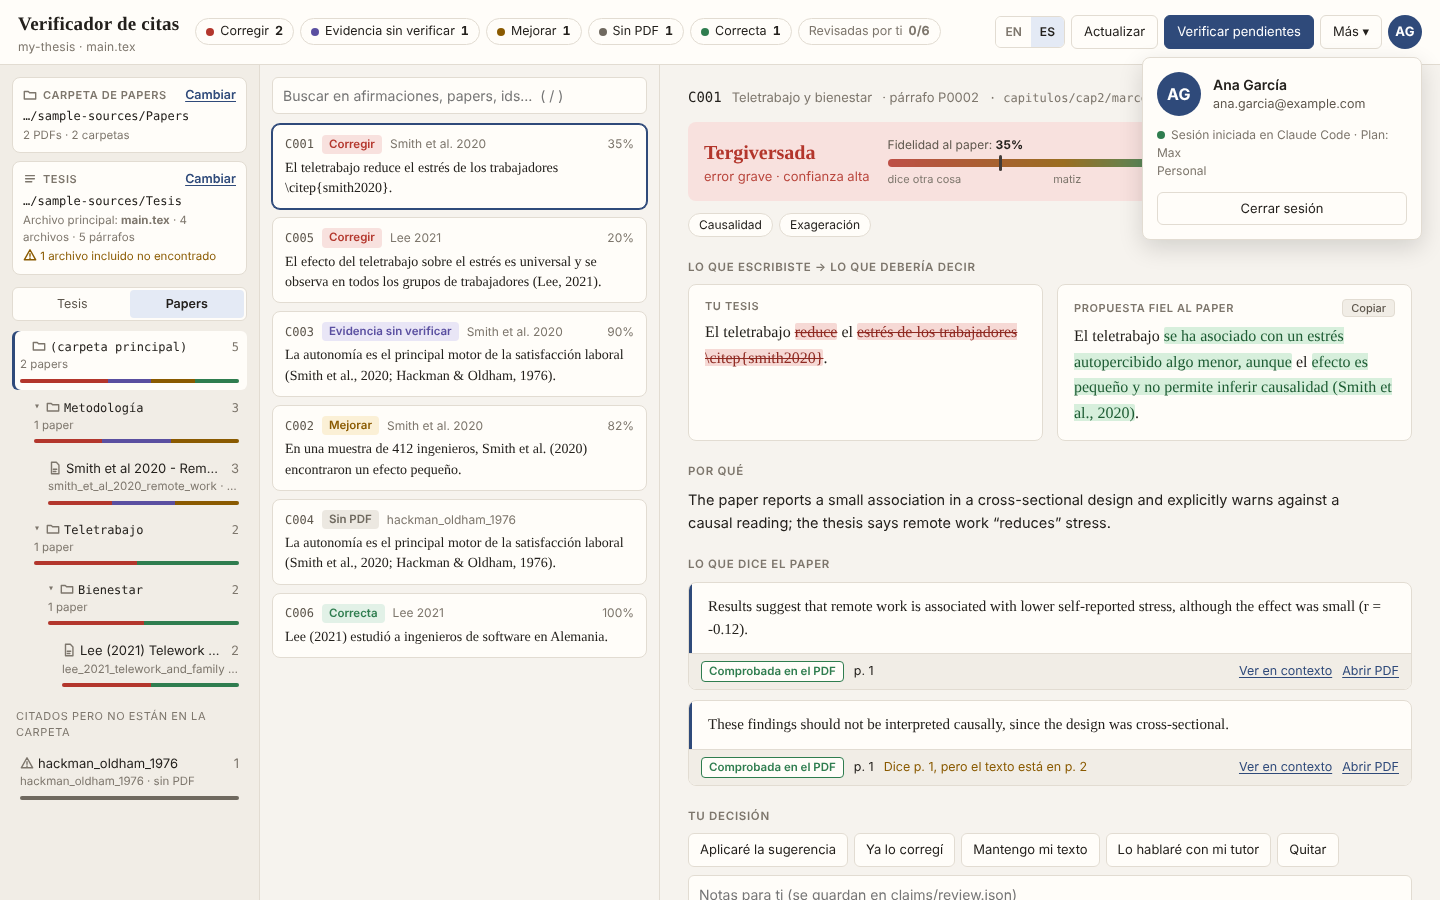 Verificador de citas
my-thesis · main.tex
Corregir 2
Evidencia sin verificar 1
Mejorar 1
Sin PDF 1
Correcta 1
Revisadas por ti 0/6
EN ES
Actualizar
Verificar pendientes
Más ▾
AG
AG
Ana García
ana.garcia@example.com
Sesión iniciada en Claude Code · Plan:
Max
Personal
Cerrar sesión
CARPETA DE PAPERS Cambiar
…/sample-sources/Papers
2 PDFs · 2 carpetas
TESIS Cambiar
…/sample-sources/Tesis
Archivo principal: main.tex · 4
archivos · 5 párrafos
1 archivo incluido no encontrado
Tesis Papers
(carpeta principal) 5
2 papers
Metodología 3
1 paper
Smith et al 2020 - Rem… 3
smith_et_al_2020_remote_work · …
Teletrabajo 2
1 paper
Bienestar 2
1 paper
Lee (2021) Telework … 2
lee_2021_telework_and_family …
CITADOS PERO NO ESTÁN EN LA
CARPETA
hackman_oldham_1976 1
hackman_oldham_1976 · sin PDF
Buscar en afirmaciones, papers, ids… ( / )
C001 Corregir Smith et al. 2020 35%
El teletrabajo reduce el estrés de los trabajadores
\citep{smith2020}.
C005 Corregir Lee 2021 20%
El efecto del teletrabajo sobre el estrés es universal y se
observa en todos los grupos de trabajadores (Lee, 2021).
C003 Evidencia sin verificar Smith et al. 2020 90%
La autonomía es el principal motor de la satisfacción laboral
(Smith et al., 2020; Hackman & Oldham, 1976).
C002 Mejorar Smith et al. 2020 82%
En una muestra de 412 ingenieros, Smith et al. (2020)
encontraron un efecto pequeño.
C004 Sin PDF hackman_oldham_1976
La autonomía es el principal motor de la satisfacción laboral
(Smith et al., 2020; Hackman & Oldham, 1976).
C006 Correcta Lee 2021 100%
Lee (2021) estudió a ingenieros de software en Alemania.
C001 Teletrabajo y bienestar · párrafo P0002 · capitulos/cap2/marc
Tergiversada
error grave · confianza alta
Fidelidad al paper: 35%
dice otra cosa matiz
Causalidad Exageración
LO QUE ESCRIBISTE → LO QUE DEBERÍA DECIR
TU TESIS
El teletrabajo reduce el estrés de los trabajadores
\citep{smith2020}.
PROPUESTA FIEL AL PAPER Copiar
El teletrabajo se ha asociado con un estrés
autopercibido algo menor, aunque el efecto es
pequeño y no permite inferir causalidad (Smith et
al., 2020).
POR QUÉ
The paper reports a small association in a cross-sectional design and explicitly warns against a
causal reading; the thesis says remote work “reduces” stress.
LO QUE DICE EL PAPER
Results suggest that remote work is associated with lower self-reported stress, although the effect was small (r =
-0.12).
Comprobada en el PDF p. 1 Ver en contexto Abrir PDF
These findings should not be interpreted causally, since the design was cross-sectional.
Comprobada en el PDF p. 1 Dice p. 1, pero el texto está en p. 2 Ver en contexto Abrir PDF
TU DECISIÓN
Aplicaré la sugerencia
Ya lo corregí
Mantengo mi texto
Lo hablaré con mi tutor
Quitar
Notas para ti (se guardan en claims/review.json)